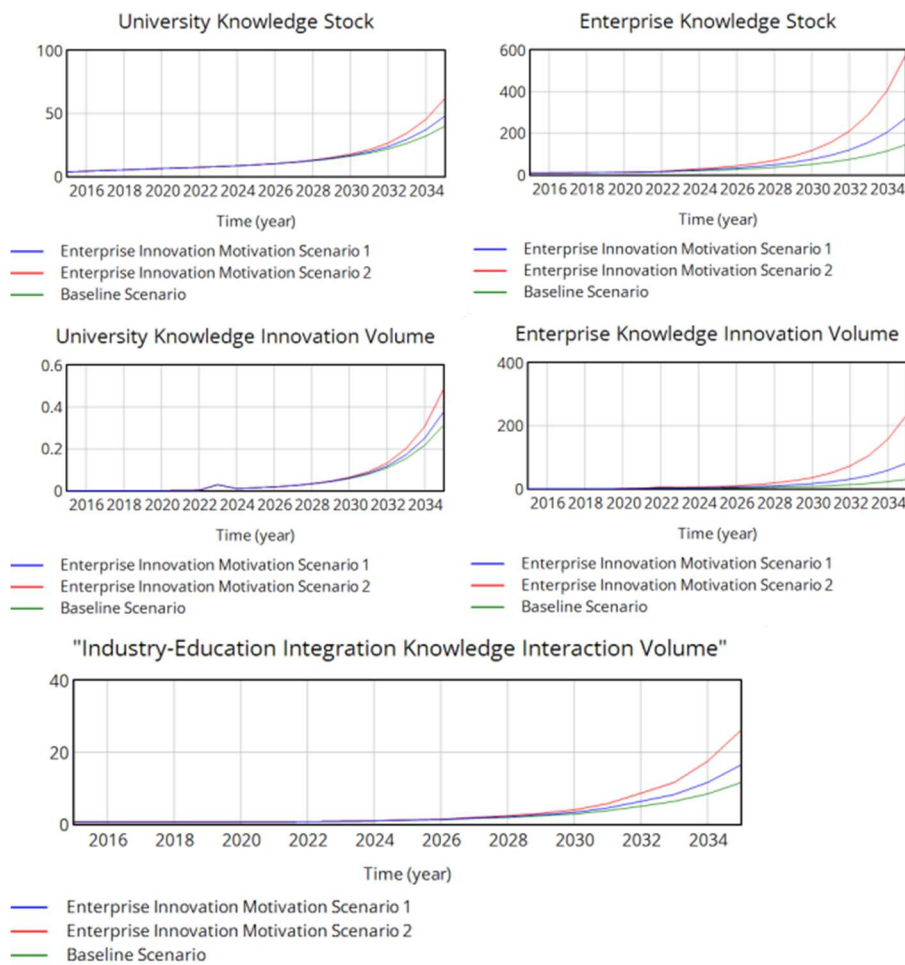 University Knowledge Stock
100
50
0
2016 2018 2020 2022 2024 2026 2028 2030 2032 2034
Time (year)
Enterprise Innovation Motivation Scenario 1
Enterprise Innovation Motivation Scenario 2
Baseline Scenario
Enterprise Knowledge Stock
600
400
200
0
2016 2018 2020 2022 2024 2026 2028 2030 2032 2034
Time (year)
Enterprise Innovation Motivation Scenario 1
Enterprise Innovation Motivation Scenario 2
Baseline Scenario
University Knowledge Innovation Volume
0.6
0.4
0.2
0
2016 2018 2020 2022 2024 2026 2028 2030 2032 2034
Time (year)
Enterprise Innovation Motivation Scenario 1
Enterprise Innovation Motivation Scenario 2
Baseline Scenario
Enterprise Knowledge Innovation Volume
400
200
0
2016 2018 2020 2022 2024 2026 2028 2030 2032 2034
Time (year)
Enterprise Innovation Motivation Scenario 1
Enterprise Innovation Motivation Scenario 2
Baseline Scenario
"Industry-Education Integration Knowledge Interaction Volume"
40
20
0
2016 2018 2020 2022 2024 2026 2028 2030 2032 2034
Time (year)
Enterprise Innovation Motivation Scenario 1
Enterprise Innovation Motivation Scenario 2
Baseline Scenario